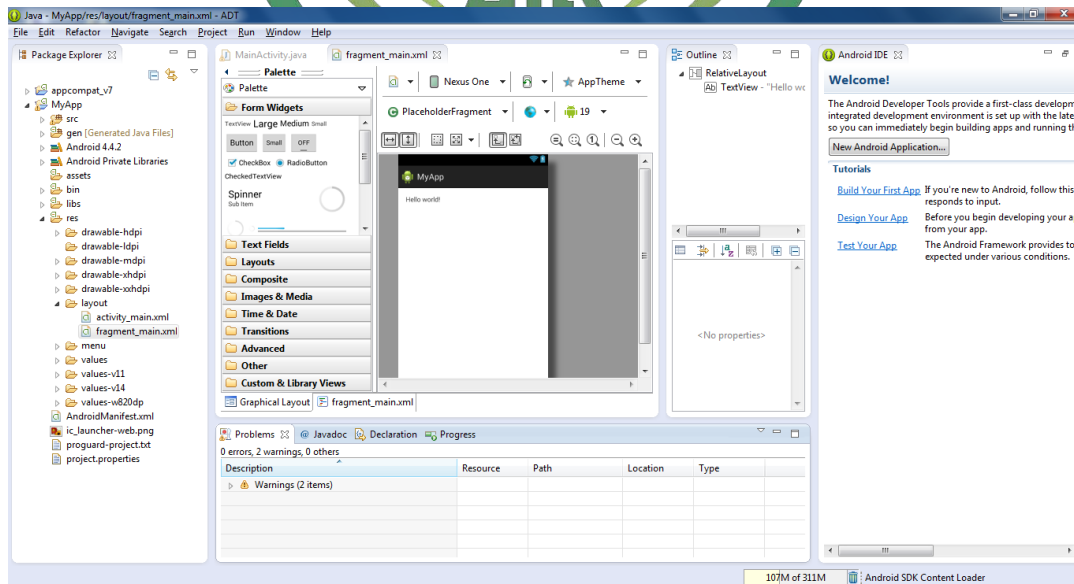 Java - MyApp/res/layout/fragment_main.xml - ADT
File Edit Refactor Navigate Search Project Run Window Help
Package Explorer
appcompat_v7
MyApp
src
gen [Generated Java Files]
Android 4.4.2
Android Private Libraries
assets
bin
libs
res
drawable-hdpi
drawable-ldpi
drawable-mdpi
drawable-xhdpi
drawable-xxhdpi
layout
activity_main.xml
fragment_main.xml
menu
values
values-v11
values-v14
values-w820dp
AndroidManifest.xml
ic_launcher-web.png
proguard-project.txt
project.properties
MainActivity.java
fragment_main.xml
Palette
Palette
Form Widgets
TextView Large Medium Small
Button Small OFF
CheckBox RadioButton
CheckedTextView
Spinner
Sub Item
Text Fields
Layouts
Composite
Images & Media
Time & Date
Transitions
Advanced
Other
Custom & Library Views
Graphical Layout
fragment_main.xml
Nexus One
AppTheme
PlaceholderFragment
19
MyApp
Hello world!
Outline
RelativeLayout
Ab TextView - "Hello wo
<No properties>
Android IDE
Welcome!
The Android Developer Tools provide a first-class developm
integrated development environment is set up with the late
so you can immediately begin building apps and running th
New Android Application...
Tutorials
Build Your First App If you're new to Android, follow this
responds to input.
Design Your App Before you begin developing your a
from your app.
Test Your App The Android Framework provides to
expected under various conditions.
Problems @ Javadoc Declaration Progress
0 errors, 2 warnings, 0 others
Description Resource Path Location Type
Warnings (2 items)
107M of 311M
Android SDK Content Loader